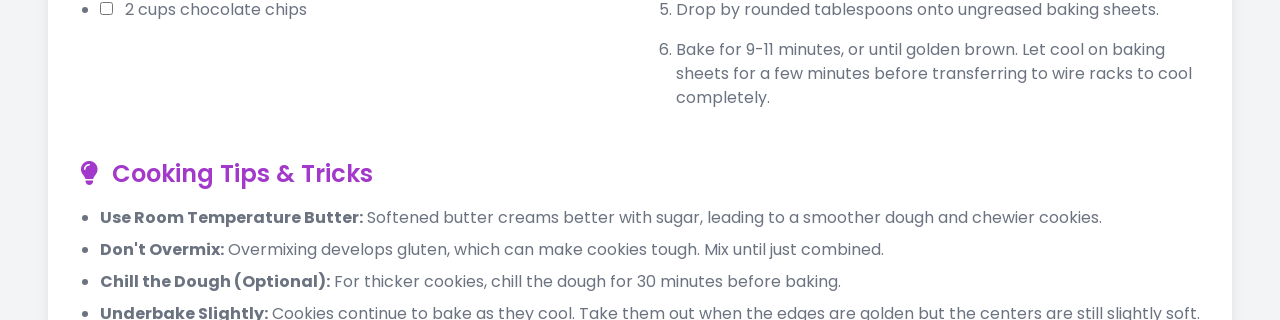 2 cups chocolate chips
5. Drop by rounded tablespoons onto ungreased baking sheets.
6. Bake for 9-11 minutes, or until golden brown. Let cool on baking
sheets for a few minutes before transferring to wire racks to cool
completely.
Cooking Tips & Tricks
Use Room Temperature Butter: Softened butter creams better with sugar, leading to a smoother dough and chewier cookies.
Don't Overmix: Overmixing develops gluten, which can make cookies tough. Mix until just combined.
Chill the Dough (Optional): For thicker cookies, chill the dough for 30 minutes before baking.
Underbake Slightly: Cookies continue to bake as they cool. Take them out when the edges are golden but the centers are still slightly soft.